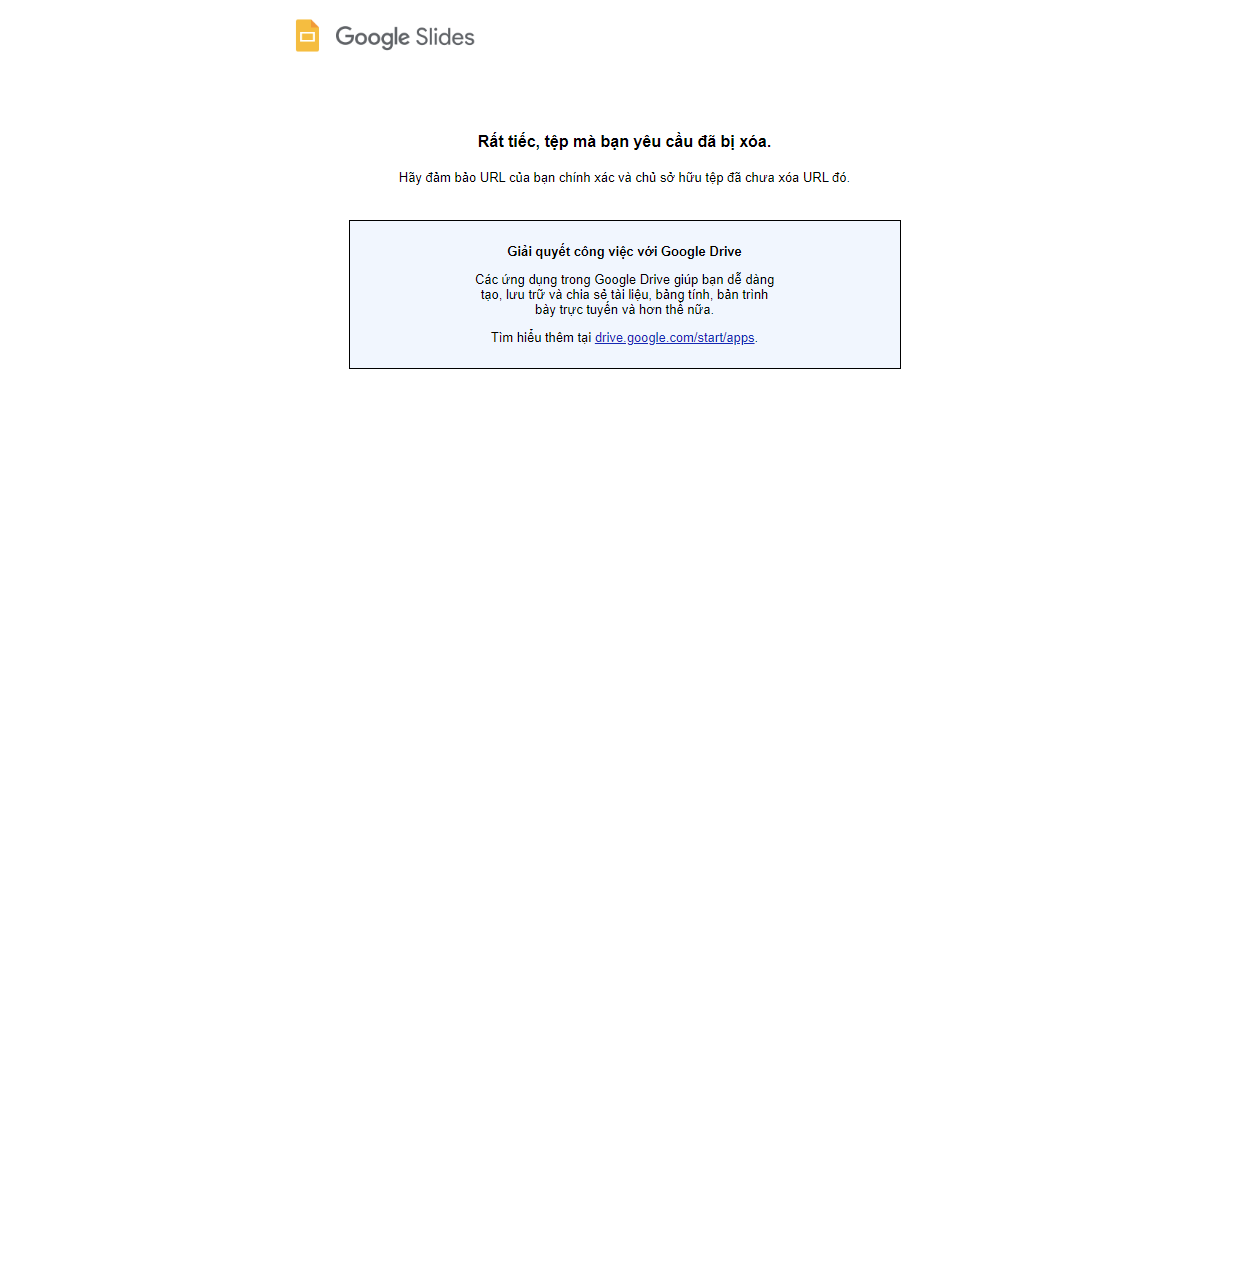 Google Slides
Rất tiếc, tệp mà bạn yêu cầu đã bị xóa.
Hãy đảm bảo URL của bạn chính xác và chủ sở hữu tệp đã chưa xóa URL đó.
Giải quyết công việc với Google Drive
Các ứng dụng trong Google Drive giúp bạn dễ dàng
tạo, lưu trữ và chia sẻ tài liệu, bảng tính, bản trình
bày trực tuyến và hơn thế nữa.
Tìm hiểu thêm tại drive.google.com/start/apps.